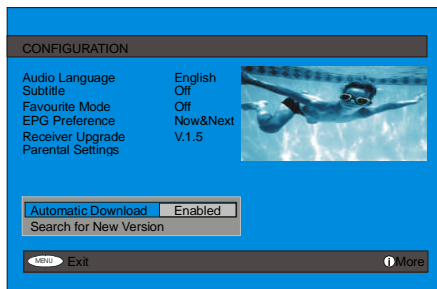 CONFIGURATION
Audio Language English
Subtitle Off
Favourite Mode Off
EPG Preference Now&Next
Receiver Upgrade V.1.5
Parental Settings
Automatic Download Enabled
Search for New Version
MENU Exit i More